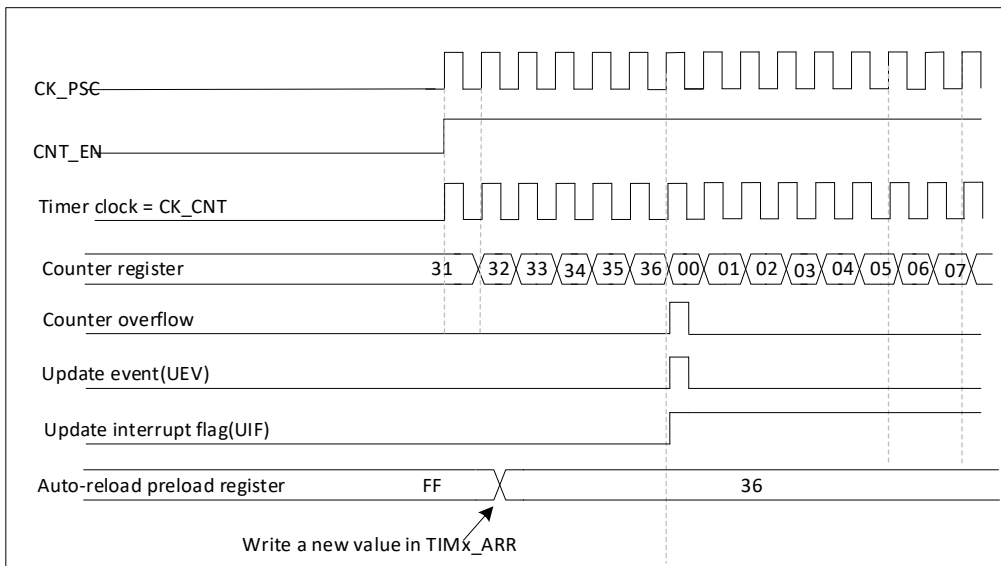 CK_PSC
CNT_EN
Timer clock = CK_CNT
Counter register 31 32 33 34 35 36 00 01 02 03 04 05 06 07
Counter overflow
Update event(UEV)
Update interrupt flag(UIF)
Auto-reload preload register FF 36
Write a new value in TIMx_ARR